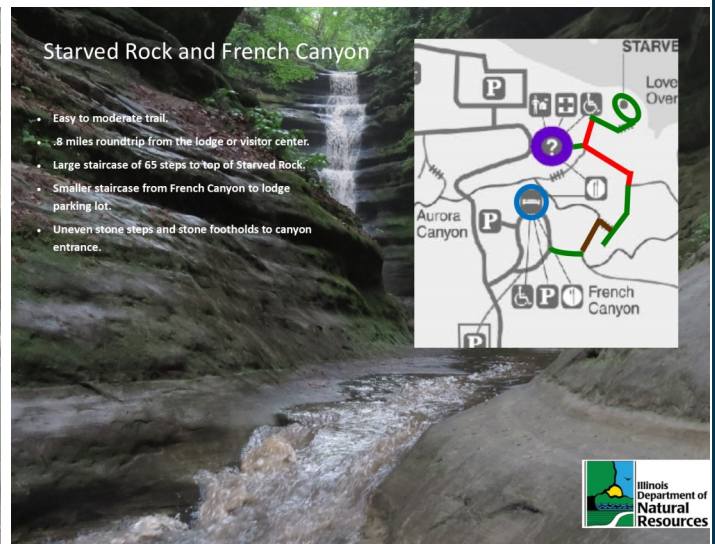 Starved Rock and French Canyon
• Easy to moderate trail.
• .8 miles roundtrip from the lodge or visitor center.
• Large staircase of 65 steps to top of Starved Rock.
• Smaller staircase from French Canyon to lodge
parking lot.
• Uneven stone steps and stone footholds to canyon
entrance.
STARVE
Love
Over
P
?
Aurora
Canyon
P
P
French
Canyon
P
Illinois
Department of
Natural
Resources